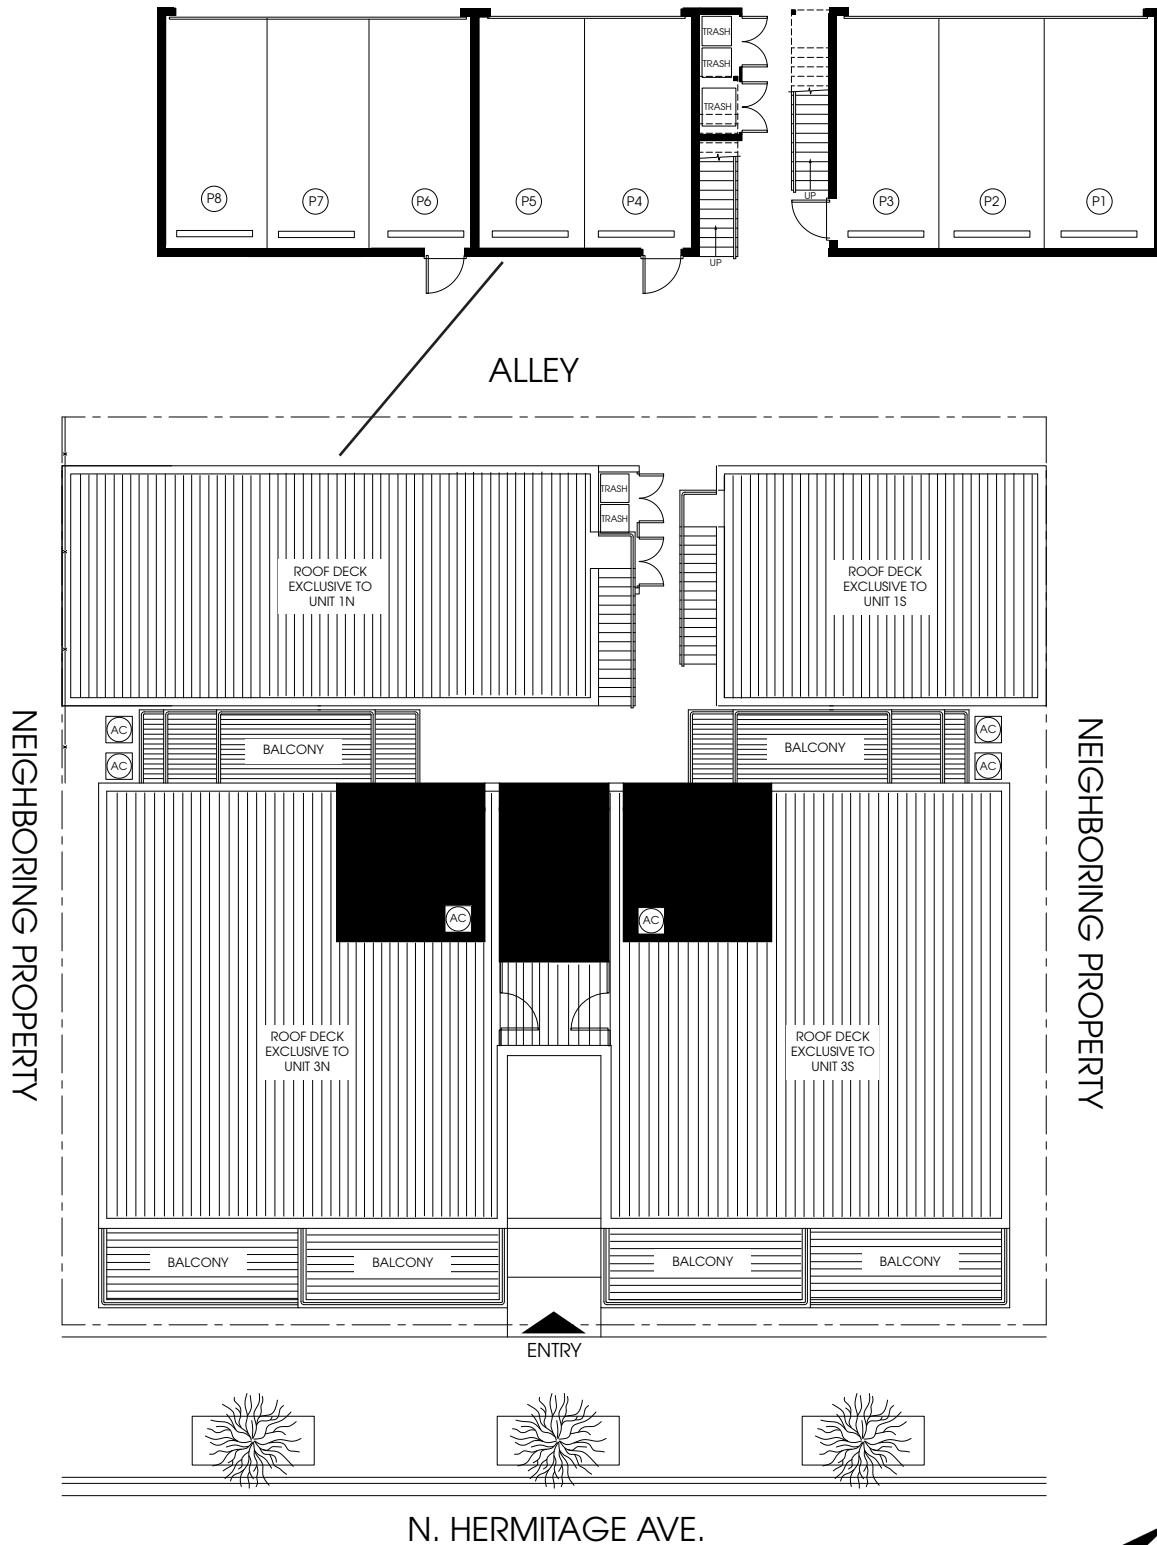 TRASH
TRASH
TRASH
P8
P7
P6
P5
P4
P3
P2
P1
UP
UP
ALLEY
TRASH
TRASH
ROOF DECK
EXCLUSIVE TO
UNIT 1N
ROOF DECK
EXCLUSIVE TO
UNIT 1S
NEIGHBORING PROPERTY
NEIGHBORING PROPERTY
AC
AC
BALCONY
BALCONY
AC
AC
AC
AC
ROOF DECK
EXCLUSIVE TO
UNIT 3N
ROOF DECK
EXCLUSIVE TO
UNIT 3S
BALCONY
BALCONY
BALCONY
BALCONY
ENTRY
N. HERMITAGE AVE.